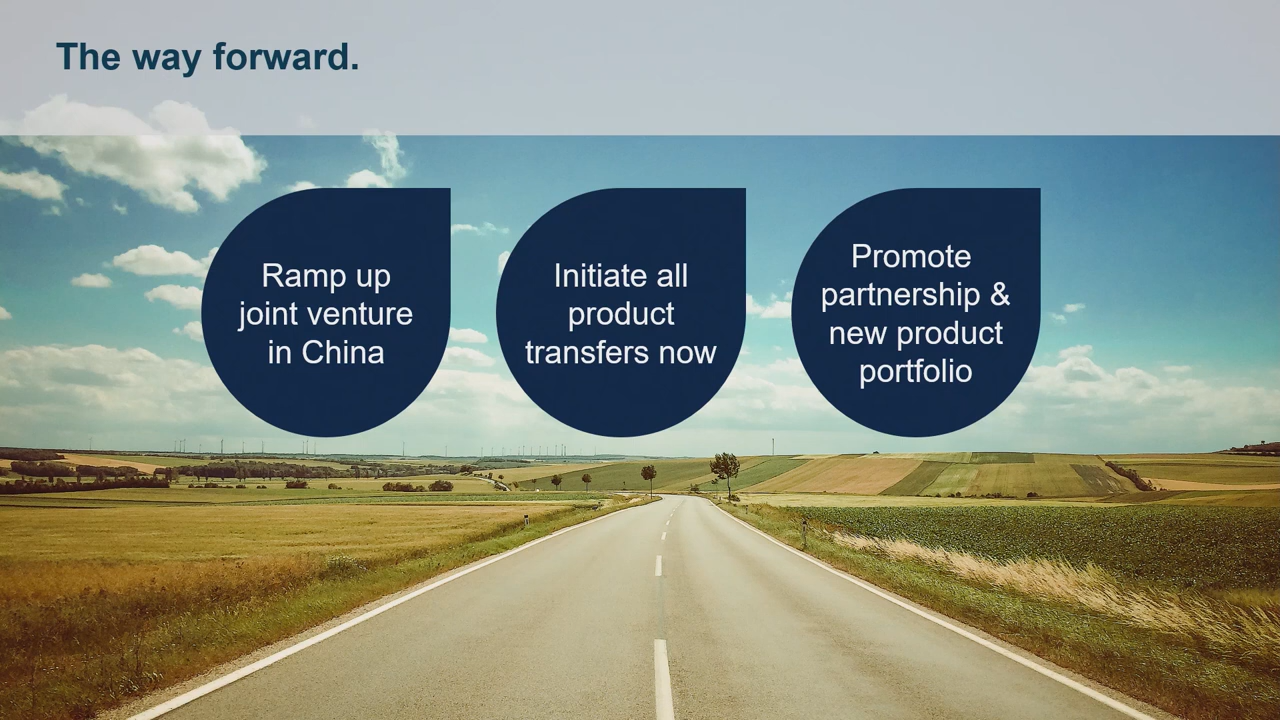 The way forward.
Ramp up
joint venture
in China
Initiate all
product
transfers now
Promote
partnership &
new product
portfolio